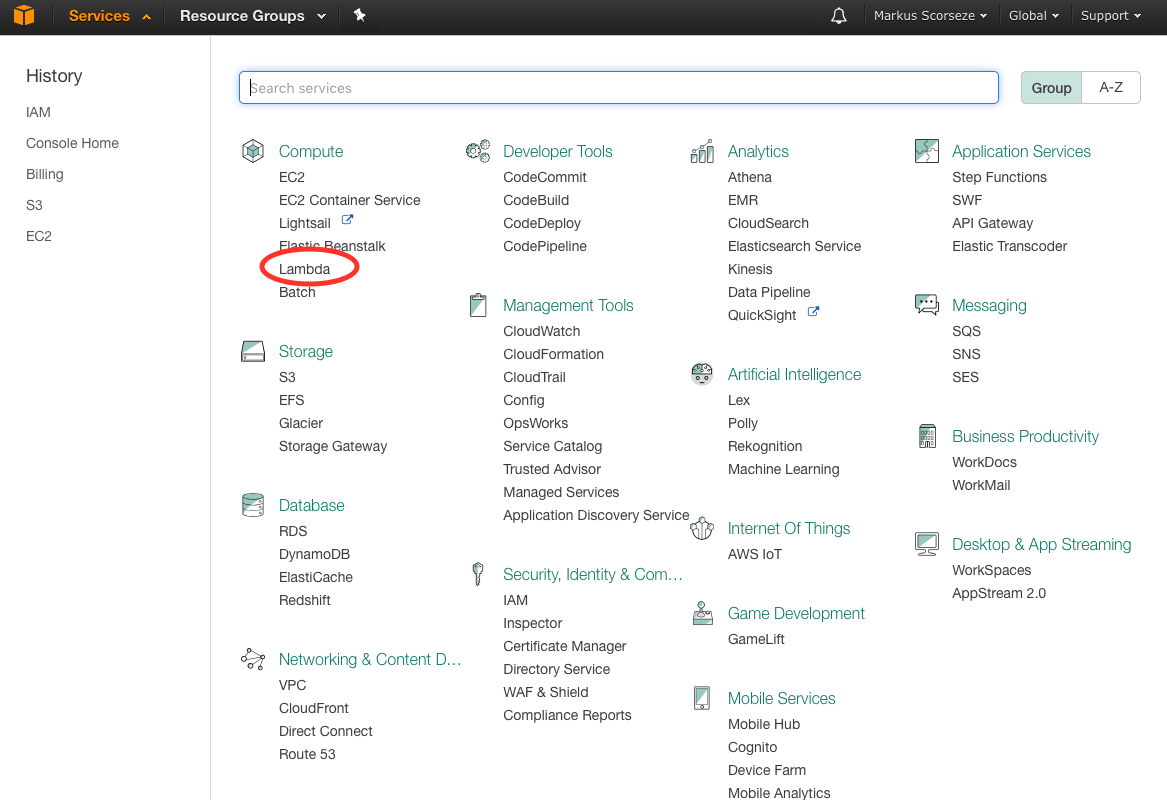 Services
Resource Groups
Markus Scorseze
Global
Support
History
IAM
Console Home
Billing
S3
EC2
Search services
Group
A-Z
Compute
EC2
EC2 Container Service
Lightsail
Elastic Beanstalk
Lambda
Batch
Storage
S3
EFS
Glacier
Storage Gateway
Database
RDS
DynamoDB
ElastiCache
Redshift
Networking & Content D…
VPC
CloudFront
Direct Connect
Route 53
Developer Tools
CodeCommit
CodeBuild
CodeDeploy
CodePipeline
Management Tools
CloudWatch
CloudFormation
CloudTrail
Config
OpsWorks
Service Catalog
Trusted Advisor
Managed Services
Application Discovery Service
Security, Identity & Com…
IAM
Inspector
Certificate Manager
Directory Service
WAF & Shield
Compliance Reports
Analytics
Athena
EMR
CloudSearch
Elasticsearch Service
Kinesis
Data Pipeline
QuickSight
Artificial Intelligence
Lex
Polly
Rekognition
Machine Learning
Internet Of Things
AWS IoT
Game Development
GameLift
Mobile Services
Mobile Hub
Cognito
Device Farm
Mobile Analytics
Application Services
Step Functions
SWF
API Gateway
Elastic Transcoder
Messaging
SQS
SNS
SES
Business Productivity
WorkDocs
WorkMail
Desktop & App Streaming
WorkSpaces
AppStream 2.0